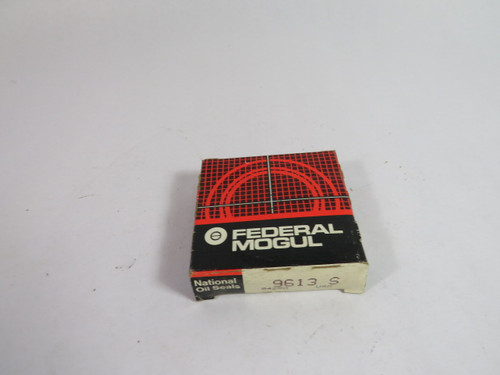 FEDERAL
MOGUL
National
Oil Seals
9613 S